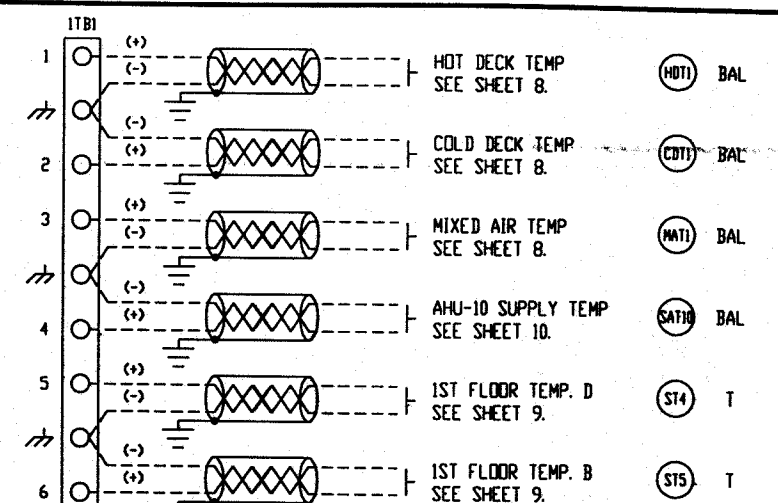 1TB1
1 (+) HOT DECK TEMP HDT1 BAL
(-) SEE SHEET 8.
(-)
2 (+) COLD DECK TEMP CDT1 BAL
SEE SHEET 8.
3 (+) MIXED AIR TEMP MAT1 BAL
(-) SEE SHEET 8.
(-)
4 (+) AHU-10 SUPPLY TEMP SAT10 BAL
SEE SHEET 10.
5 (+) 1ST FLOOR TEMP. D ST4 T
(-) SEE SHEET 9.
(-)
6 (+) 1ST FLOOR TEMP. B ST5 T
SEE SHEET 9.